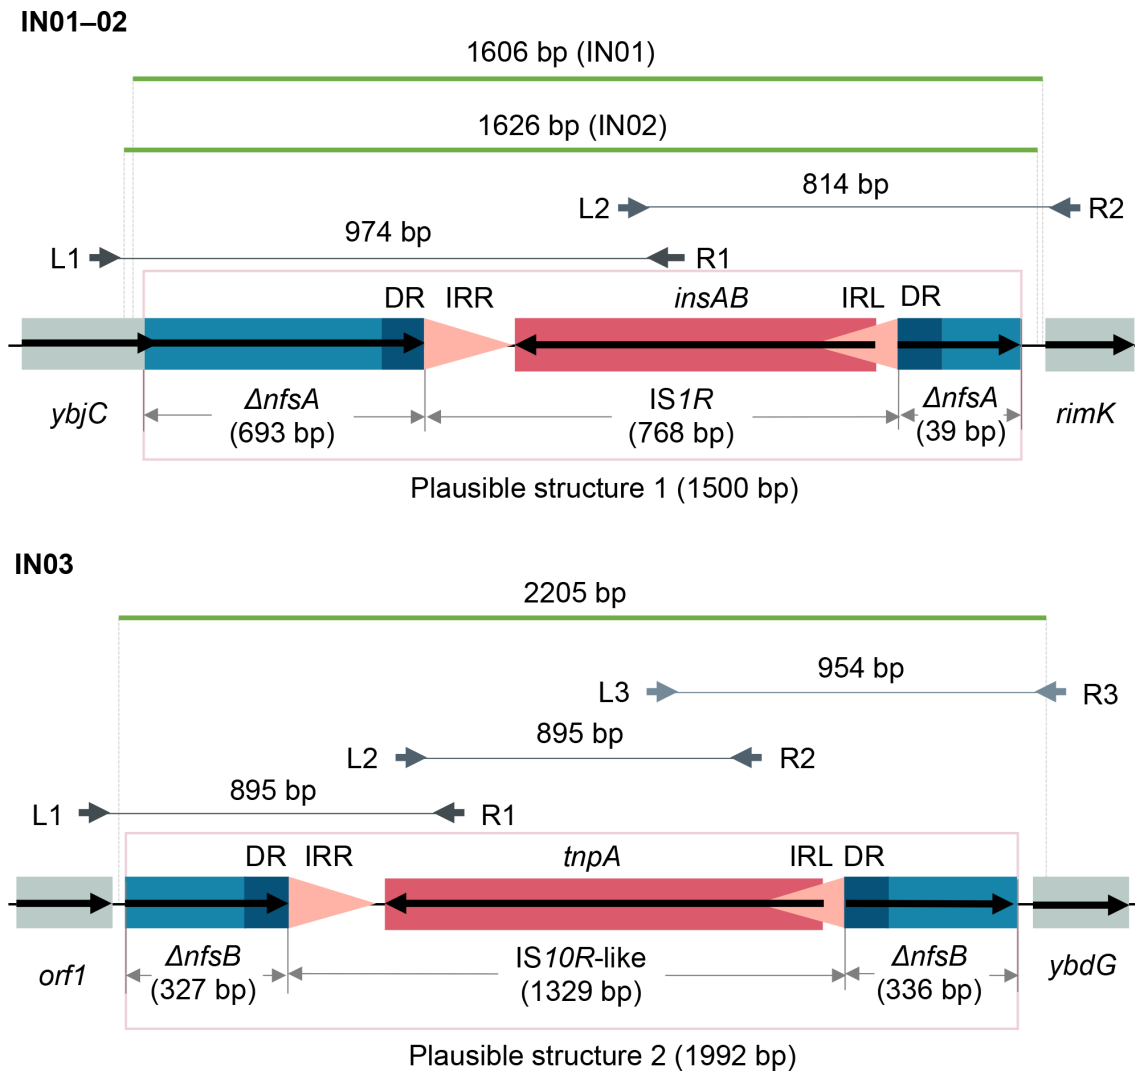 IN01–02
1606 bp (IN01)
1626 bp (IN02)
814 bp
L2
R2
974 bp
L1
R1
DR IRR insAB IRL DR
ybjC
ΔnfsA
(693 bp)
IS1R
(768 bp)
ΔnfsA
(39 bp)
rimK
Plausible structure 1 (1500 bp)
IN03
2205 bp
954 bp
L3
R3
895 bp
L2
R2
895 bp
L1
R1
DR IRR tnpA IRL DR
orf1
ΔnfsB
(327 bp)
IS10R-like
(1329 bp)
ΔnfsB
(336 bp)
ybdG
Plausible structure 2 (1992 bp)